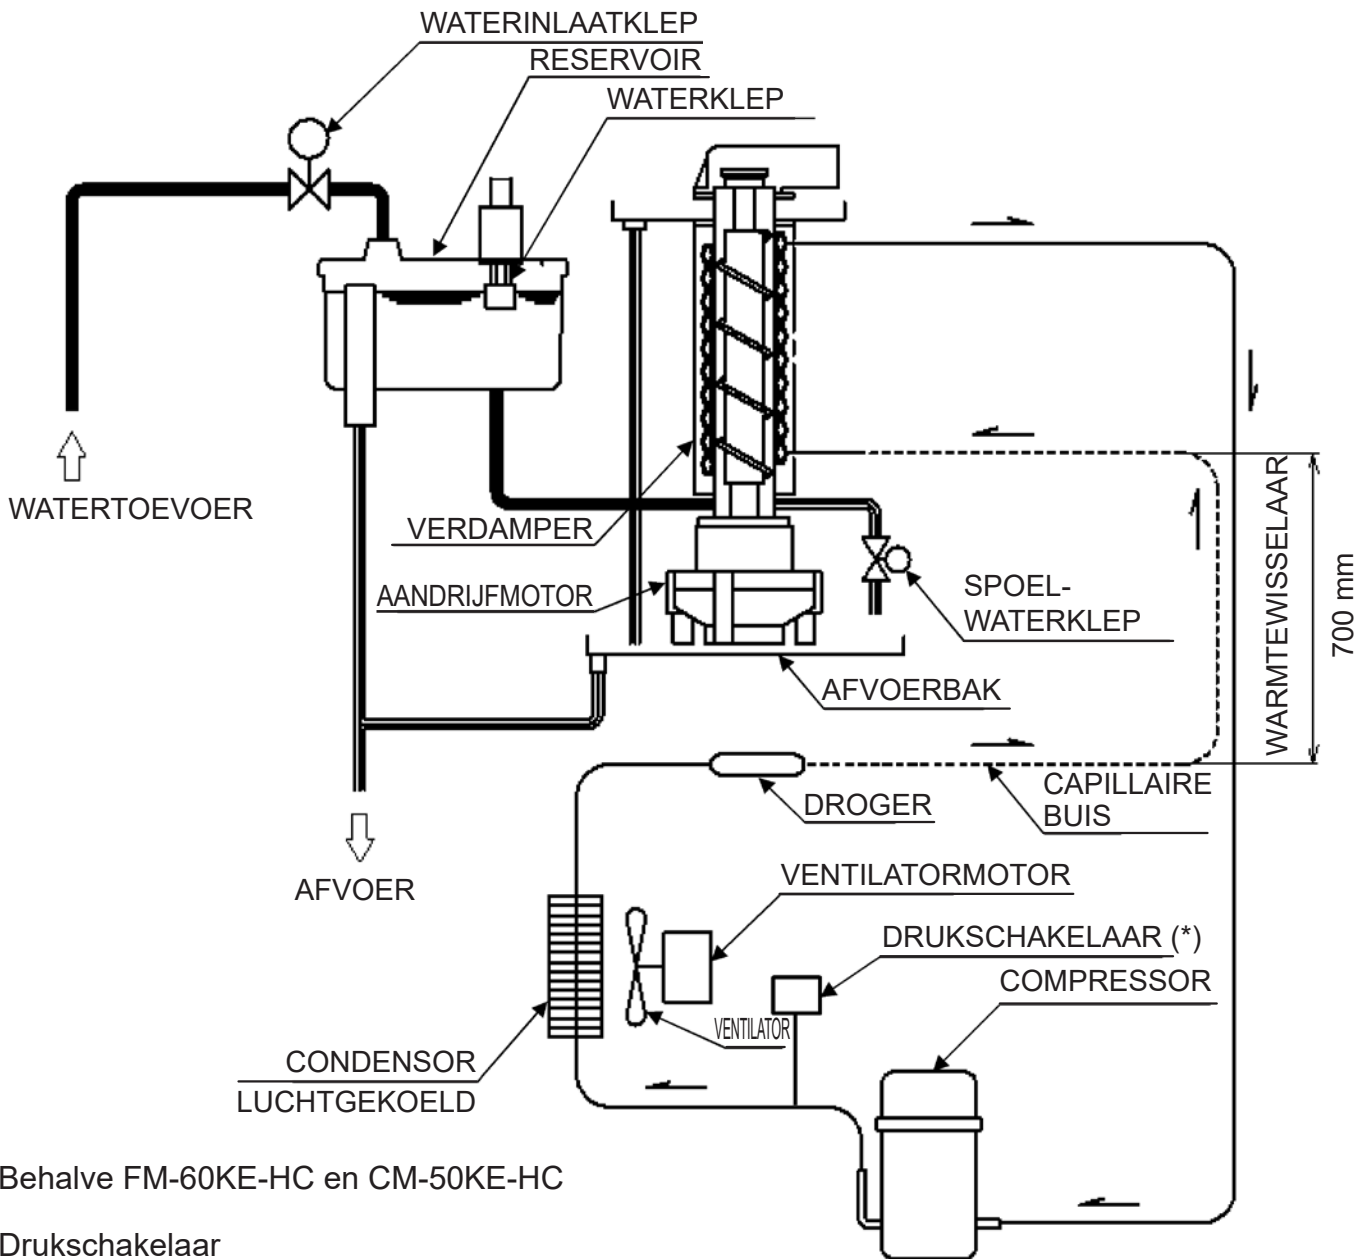 WATERINLAATKLEP
RESERVOIR
WATERKLEP
WATERTOEVOER
VERDAMPER
AANDRIJFMOTOR
SPOEL-
WATERKLEP
AFVOERBAK
WARMTEWISSELAAR
700 mm
DROGER
CAPILLAIRE
BUIS
AFVOER
VENTILATORMOTOR
DRUKSCHAKELAAR (*)
COMPRESSOR
VENTILATOR
CONDENSOR
LUCHTGEKOELD
Behalve FM-60KE-HC en CM-50KE-HC
Drukschakelaar